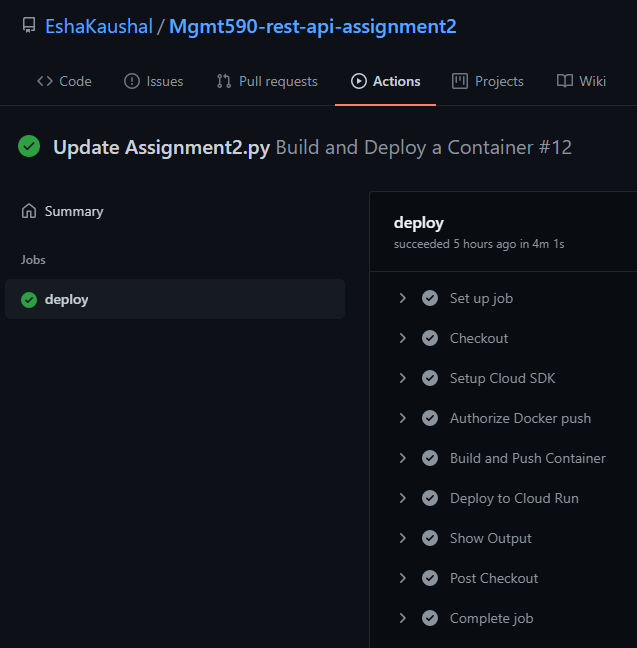 EshaKaushal / Mgmt590-rest-api-assignment2
Code Issues Pull requests Actions Projects Wiki
Update Assignment2.py Build and Deploy a Container #12
Summary
Jobs
deploy
deploy
succeeded 5 hours ago in 4m 1s
Set up job
Checkout
Setup Cloud SDK
Authorize Docker push
Build and Push Container
Deploy to Cloud Run
Show Output
Post Checkout
Complete job